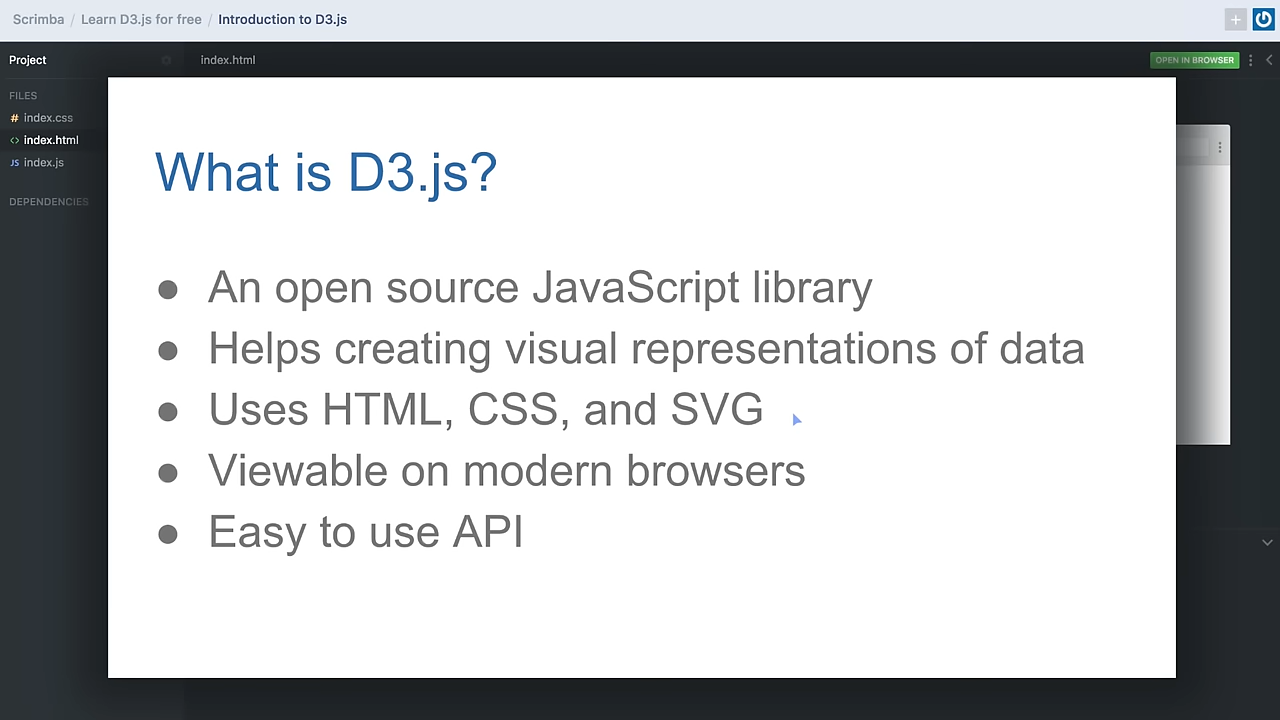 Scrimba / Learn D3.js for free / Introduction to D3.js
Project
index.html
OPEN IN BROWSER
FILES
# index.css
<> index.html
JS index.js
DEPENDENCIES
What is D3.js?
● An open source JavaScript library
● Helps creating visual representations of data
● Uses HTML, CSS, and SVG
● Viewable on modern browsers
● Easy to use API